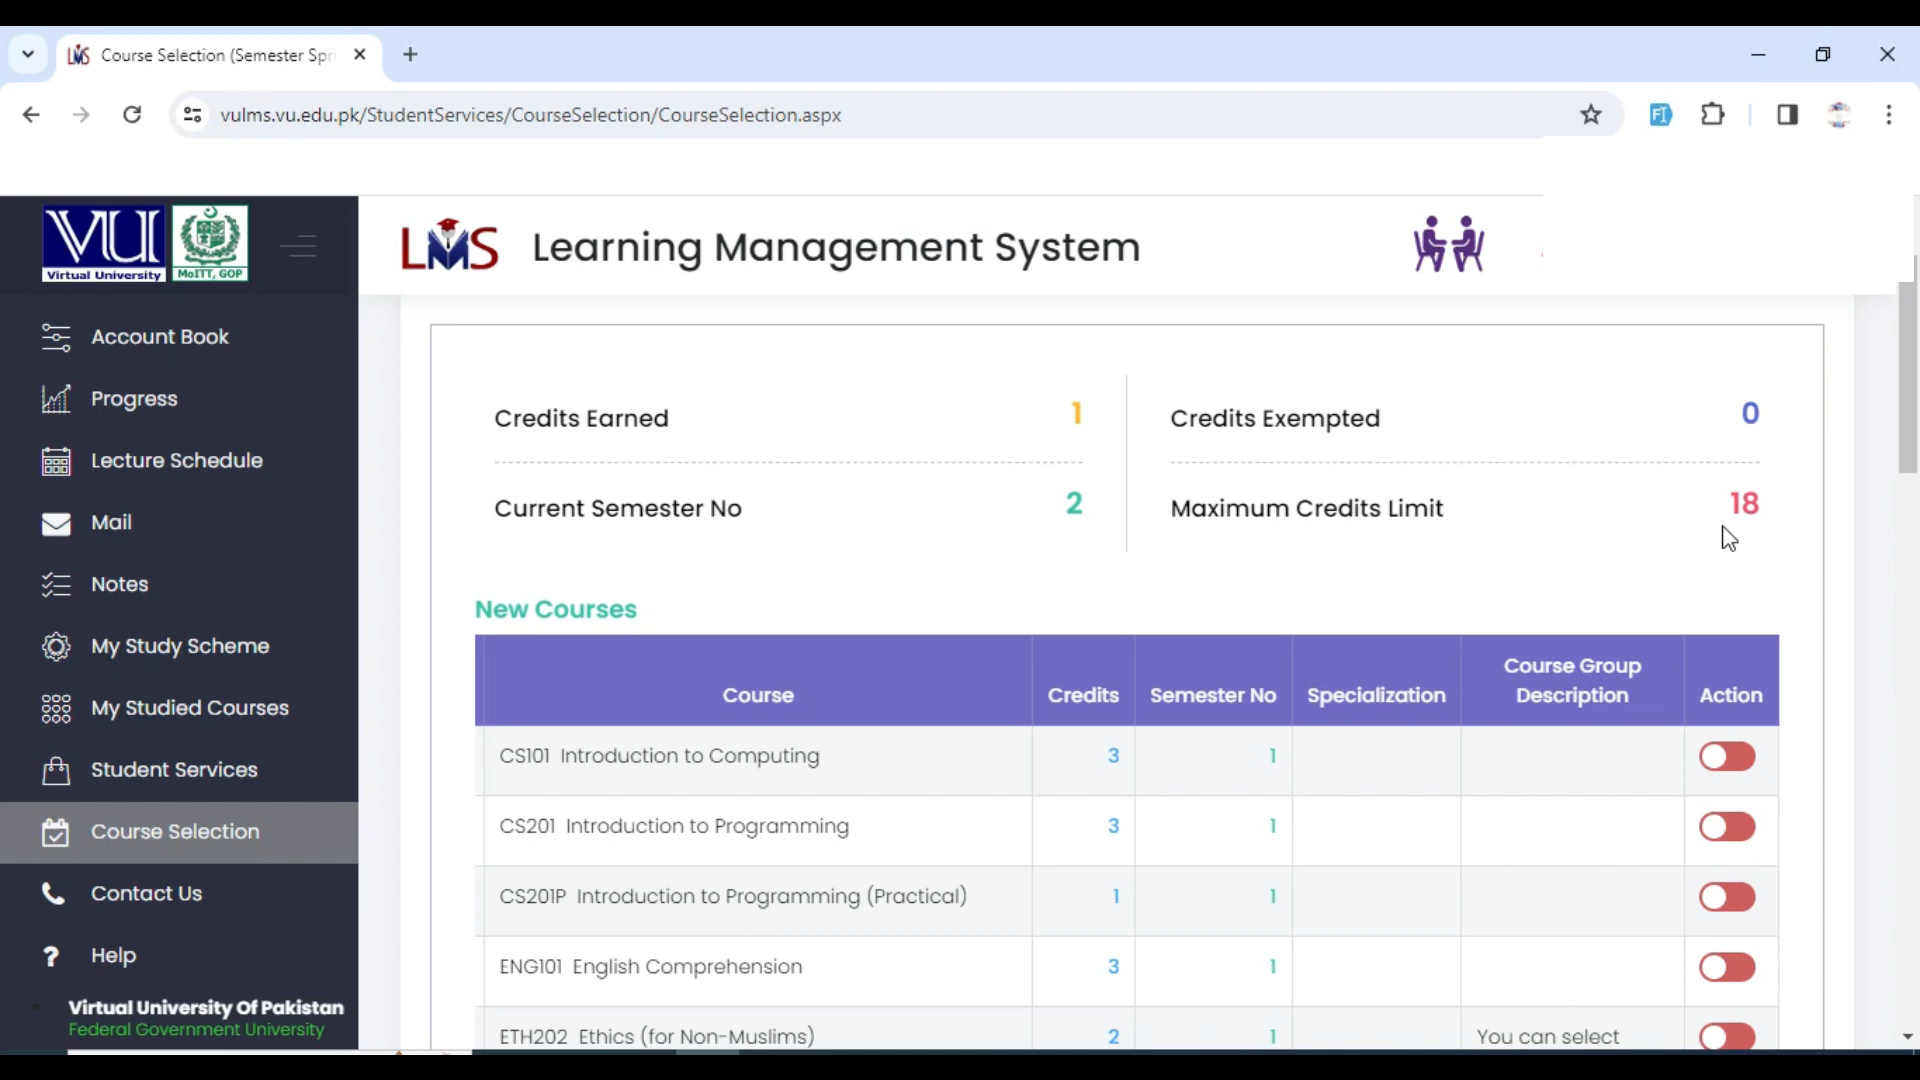 Course Selection (Semester Spr
vulms.vu.edu.pk/StudentServices/CourseSelection/CourseSelection.aspx
VU
Virtual University
MoITT, GOP
LMS
Learning Management System
Account Book
Progress
Lecture Schedule
Mail
Notes
My Study Scheme
My Studied Courses
Student Services
Course Selection
Contact Us
Help
Virtual University Of Pakistan
Federal Government University
Credits Earned 1
Credits Exempted 0
Current Semester No 2
Maximum Credits Limit 18
New Courses
Course Credits Semester No Specialization Course Group Description Action
CS101 Introduction to Computing 3 1
CS201 Introduction to Programming 3 1
CS201P Introduction to Programming (Practical) 1 1
ENG101 English Comprehension 3 1
ETH202 Ethics (for Non-Muslims) 2 1 You can select